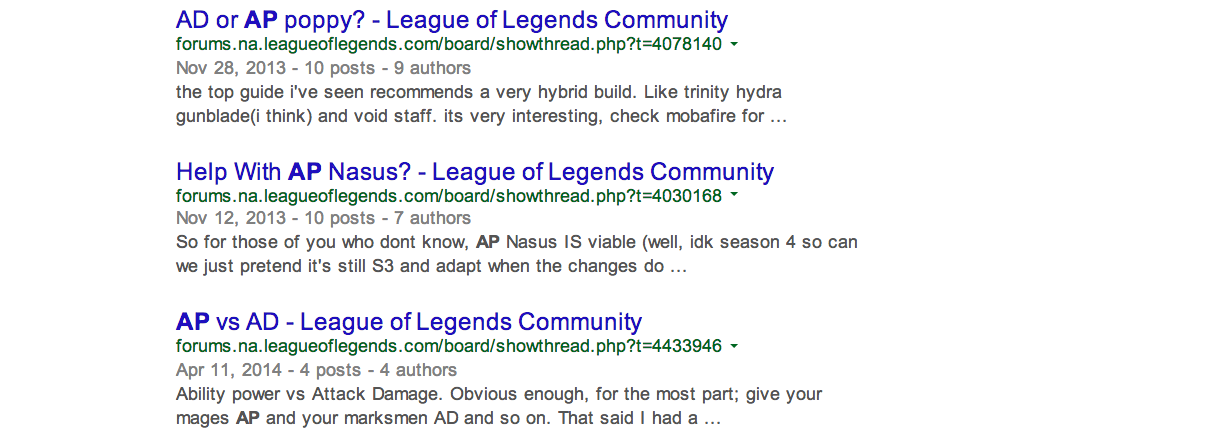 AD or AP poppy? - League of Legends Community
forums.na.leagueoflegends.com/board/showthread.php?t=4078140
Nov 28, 2013 - 10 posts - 9 authors
the top guide i've seen recommends a very hybrid build. Like trinity hydra
gunblade(i think) and void staff. its very interesting, check mobafire for ...
Help With AP Nasus? - League of Legends Community
forums.na.leagueoflegends.com/board/showthread.php?t=4030168
Nov 12, 2013 - 10 posts - 7 authors
So for those of you who dont know, AP Nasus IS viable (well, idk season 4 so can
we just pretend it's still S3 and adapt when the changes do ...
AP vs AD - League of Legends Community
forums.na.leagueoflegends.com/board/showthread.php?t=4433946
Apr 11, 2014 - 4 posts - 4 authors
Ability power vs Attack Damage. Obvious enough, for the most part; give your
mages AP and your marksmen AD and so on. That said I had a ...